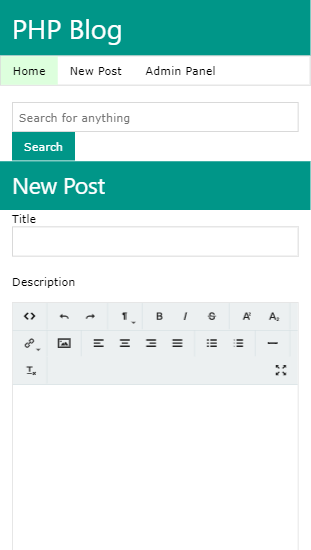 PHP Blog
Home New Post Admin Panel
Search for anything
Search
New Post
Title
Description